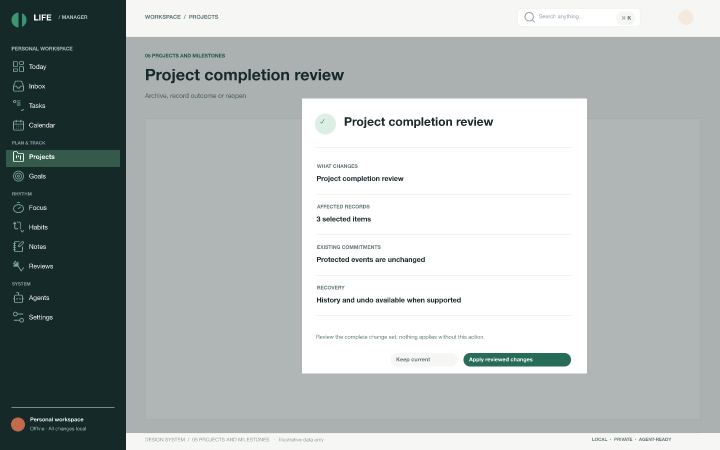 LIFE / MANAGER
PERSONAL WORKSPACE
Today
Inbox
Tasks
Calendar
PLAN & TRACK
Projects
Goals
RHYTHM
Focus
Habits
Notes
Reviews
SYSTEM
Agents
Settings
Personal workspace
Offline · All changes local
WORKSPACE / PROJECTS
Search anything...
⌘ K
06 PROJECTS AND MILESTONES
Project completion review
Archive, record outcome or reopen
Project completion review
WHAT CHANGES
Project completion review
AFFECTED RECORDS
3 selected items
EXISTING COMMITMENTS
Protected events are unchanged
RECOVERY
History and undo available when supported
Review the complete change set; nothing applies without this action.
Keep current
Apply reviewed changes
DESIGN SYSTEM / 06 PROJECTS AND MILESTONES · Illustrative data only
LOCAL · PRIVATE · AGENT-READY